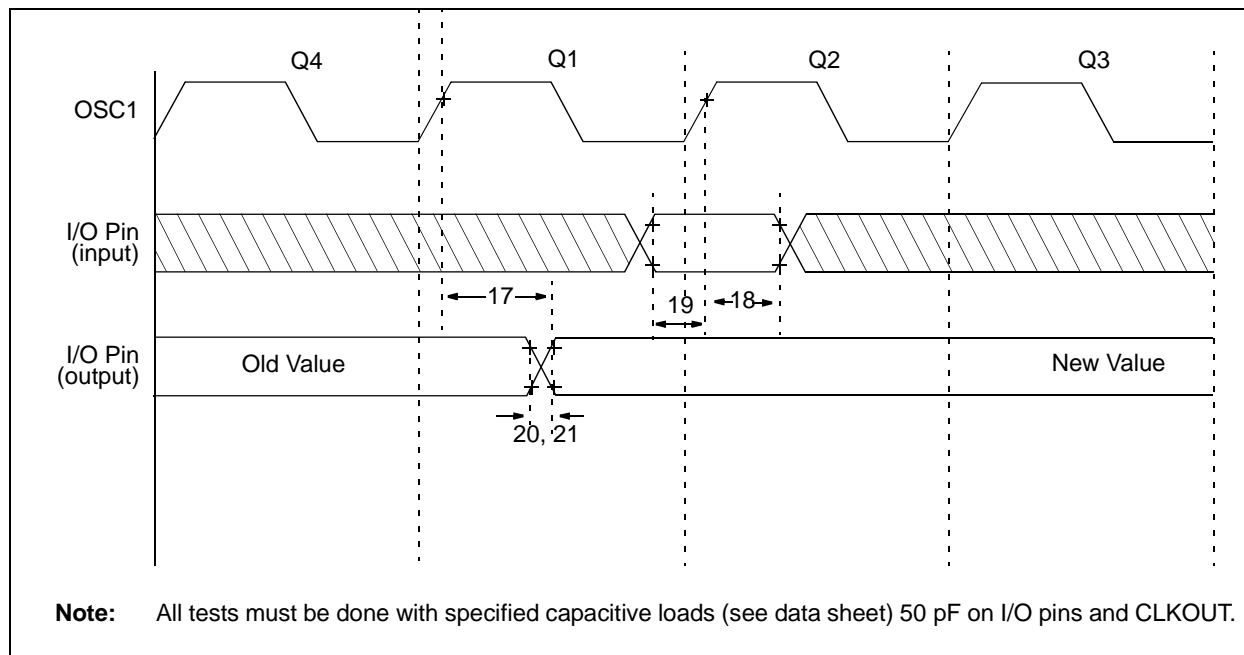 Q4
Q1
Q2
Q3
OSC1
I/O Pin
(input)
17
19
18
I/O Pin
(output)
Old Value
New Value
20, 21
Note: All tests must be done with specified capacitive loads (see data sheet) 50 pF on I/O pins and CLKOUT.